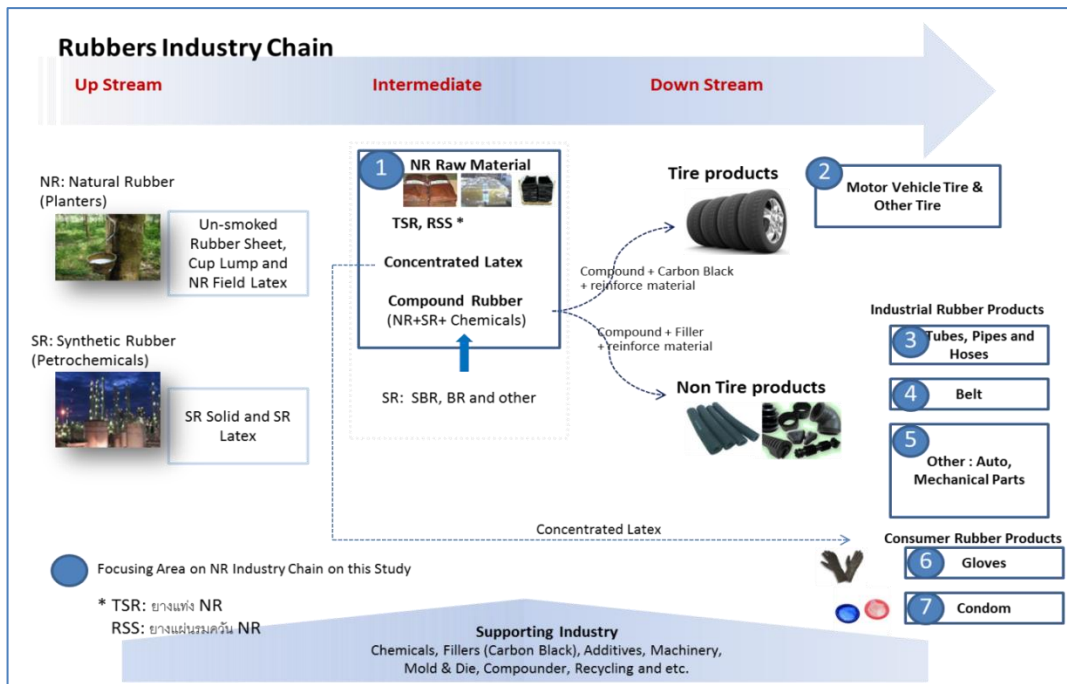 Rubbers Industry Chain
Up Stream
Intermediate
Down Stream
NR: Natural Rubber
(Planters)
Un-smoked
Rubber Sheet,
Cup Lump and
NR Field Latex
SR: Synthetic Rubber
(Petrochemicals)
SR Solid and SR
Latex
1
NR Raw Material
TSR, RSS *
Concentrated Latex
Compound Rubber
(NR+SR+ Chemicals)
SR: SBR, BR and other
Compound + Carbon Black
+ reinforce material
Compound + Filler
+ reinforce material
Tire products
2
Motor Vehicle Tire &
Other Tire
Non Tire products
Industrial Rubber Products
3
Tubes, Pipes and
Hoses
4
Belt
5
Other : Auto,
Mechanical Parts
Concentrated Latex
Consumer Rubber Products
6
Gloves
7
Condom
Focusing Area on NR Industry Chain on this Study
* TSR: ยางแท่ง NR
RSS: ยางแผ่นรมควัน NR
Supporting Industry
Chemicals, Fillers (Carbon Black), Additives, Machinery,
Mold & Die, Compounder, Recycling and etc.